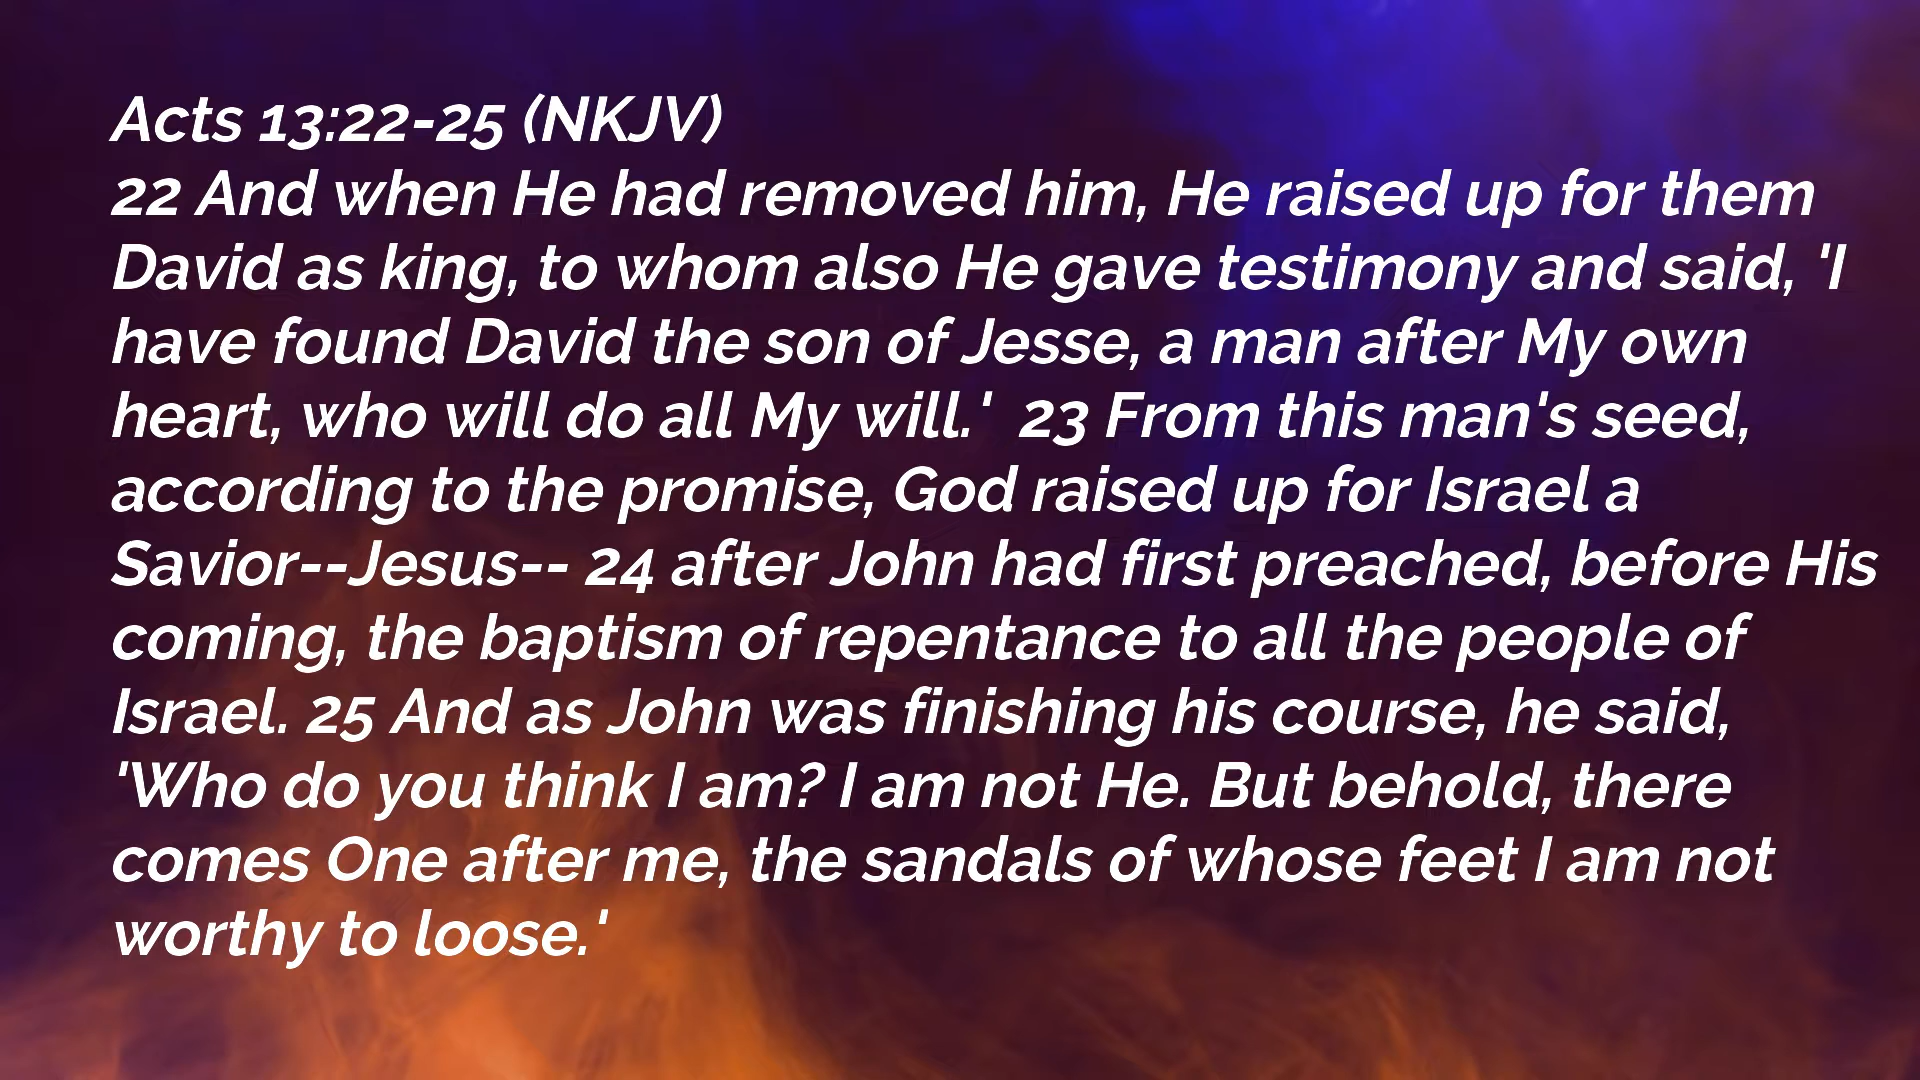 Acts 13:22-25 (NKJV)
22 And when He had removed him, He raised up for them
David as king, to whom also He gave testimony and said, 'I
have found David the son of Jesse, a man after My own
heart, who will do all My will.'  23 From this man's seed,
according to the promise, God raised up for Israel a
Savior--Jesus-- 24 after John had first preached, before His
coming, the baptism of repentance to all the people of
Israel. 25 And as John was finishing his course, he said,
'Who do you think I am? I am not He. But behold, there
comes One after me, the sandals of whose feet I am not
worthy to loose.'